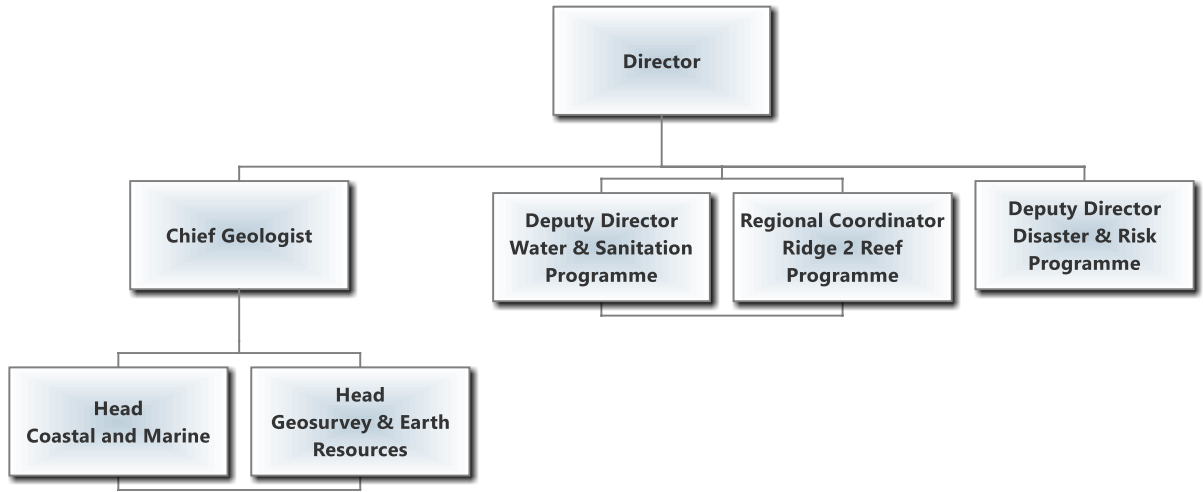 Director
Chief Geologist
Deputy Director
Water & Sanitation
Programme
Regional Coordinator
Ridge 2 Reef
Programme
Deputy Director
Disaster & Risk
Programme
Head
Coastal and Marine
Head
Geosurvey & Earth
Resources